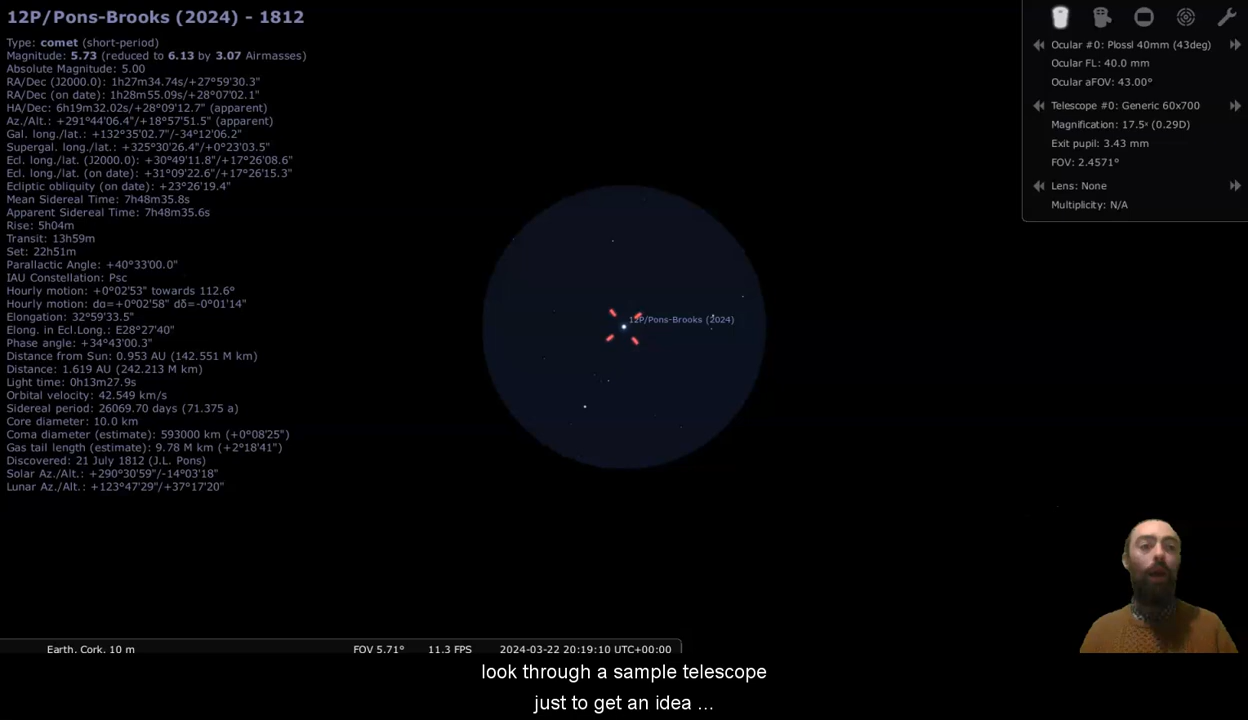 12P/Pons-Brooks (2024) - 1812
Type: comet (short-period)
Magnitude: 5.73 (reduced to 6.13 by 3.07 Airmasses)
Absolute Magnitude: 5.00
RA/Dec (J2000.0): 1h27m34.74s/+27°59'30.3"
RA/Dec (on date): 1h28m55.09s/+28°07'02.1"
HA/Dec: 6h19m32.02s/+28°09'12.7" (apparent)
Az./Alt.: +291°44'06.4"/+18°57'51.5" (apparent)
Gal. long./lat.: +132°35'02.7"/-34°12'06.2"
Supergal. long./lat.: +325°30'26.4"/+0°23'03.5"
Ecl. long./lat. (J2000.0): +30°49'11.8"/+17°26'08.6"
Ecl. long./lat. (on date): +31°09'22.6"/+17°26'15.3"
Ecliptic obliquity (on date): +23°26'19.4"
Mean Sidereal Time: 7h48m35.8s
Apparent Sidereal Time: 7h48m35.6s
Rise: 5h04m
Transit: 13h59m
Set: 22h51m
Parallactic Angle: +40°33'00.0"
IAU Constellation: Psc
Hourly motion: +0°02'53" towards 112.6°
Hourly motion: dα=+0°02'58" dδ=-0°01'14"
Elongation: 32°59'33.5"
Elong. in Ecl.Long.: E28°27'40"
Phase angle: +34°43'00.3"
Distance from Sun: 0.953 AU (142.551 M km)
Distance: 1.619 AU (242.213 M km)
Light time: 0h13m27.9s
Orbital velocity: 42.549 km/s
Sidereal period: 26069.70 days (71.375 a)
Core diameter: 10.0 km
Coma diameter (estimate): 593000 km (+0°08'25")
Gas tail length (estimate): 9.78 M km (+2°18'41")
Discovered: 21 July 1812 (J.L. Pons)
Solar Az./Alt.: +290°30'59"/-14°03'18"
Lunar Az./Alt.: +123°47'29"/+37°17'20"
12P/Pons-Brooks (2024)
Ocular #0: Plossl 40mm (43deg)
Ocular FL: 40.0 mm
Ocular aFOV: 43.00°
Telescope #0: Generic 60x700
Magnification: 17.5ˣ (0.29D)
Exit pupil: 3.43 mm
FOV: 2.4571°
Lens: None
Multiplicity: N/A
Earth, Cork, 10 m FOV 5.71° 11.3 FPS 2024-03-22 20:19:10 UTC+00:00
look through a sample telescope
just to get an idea ...